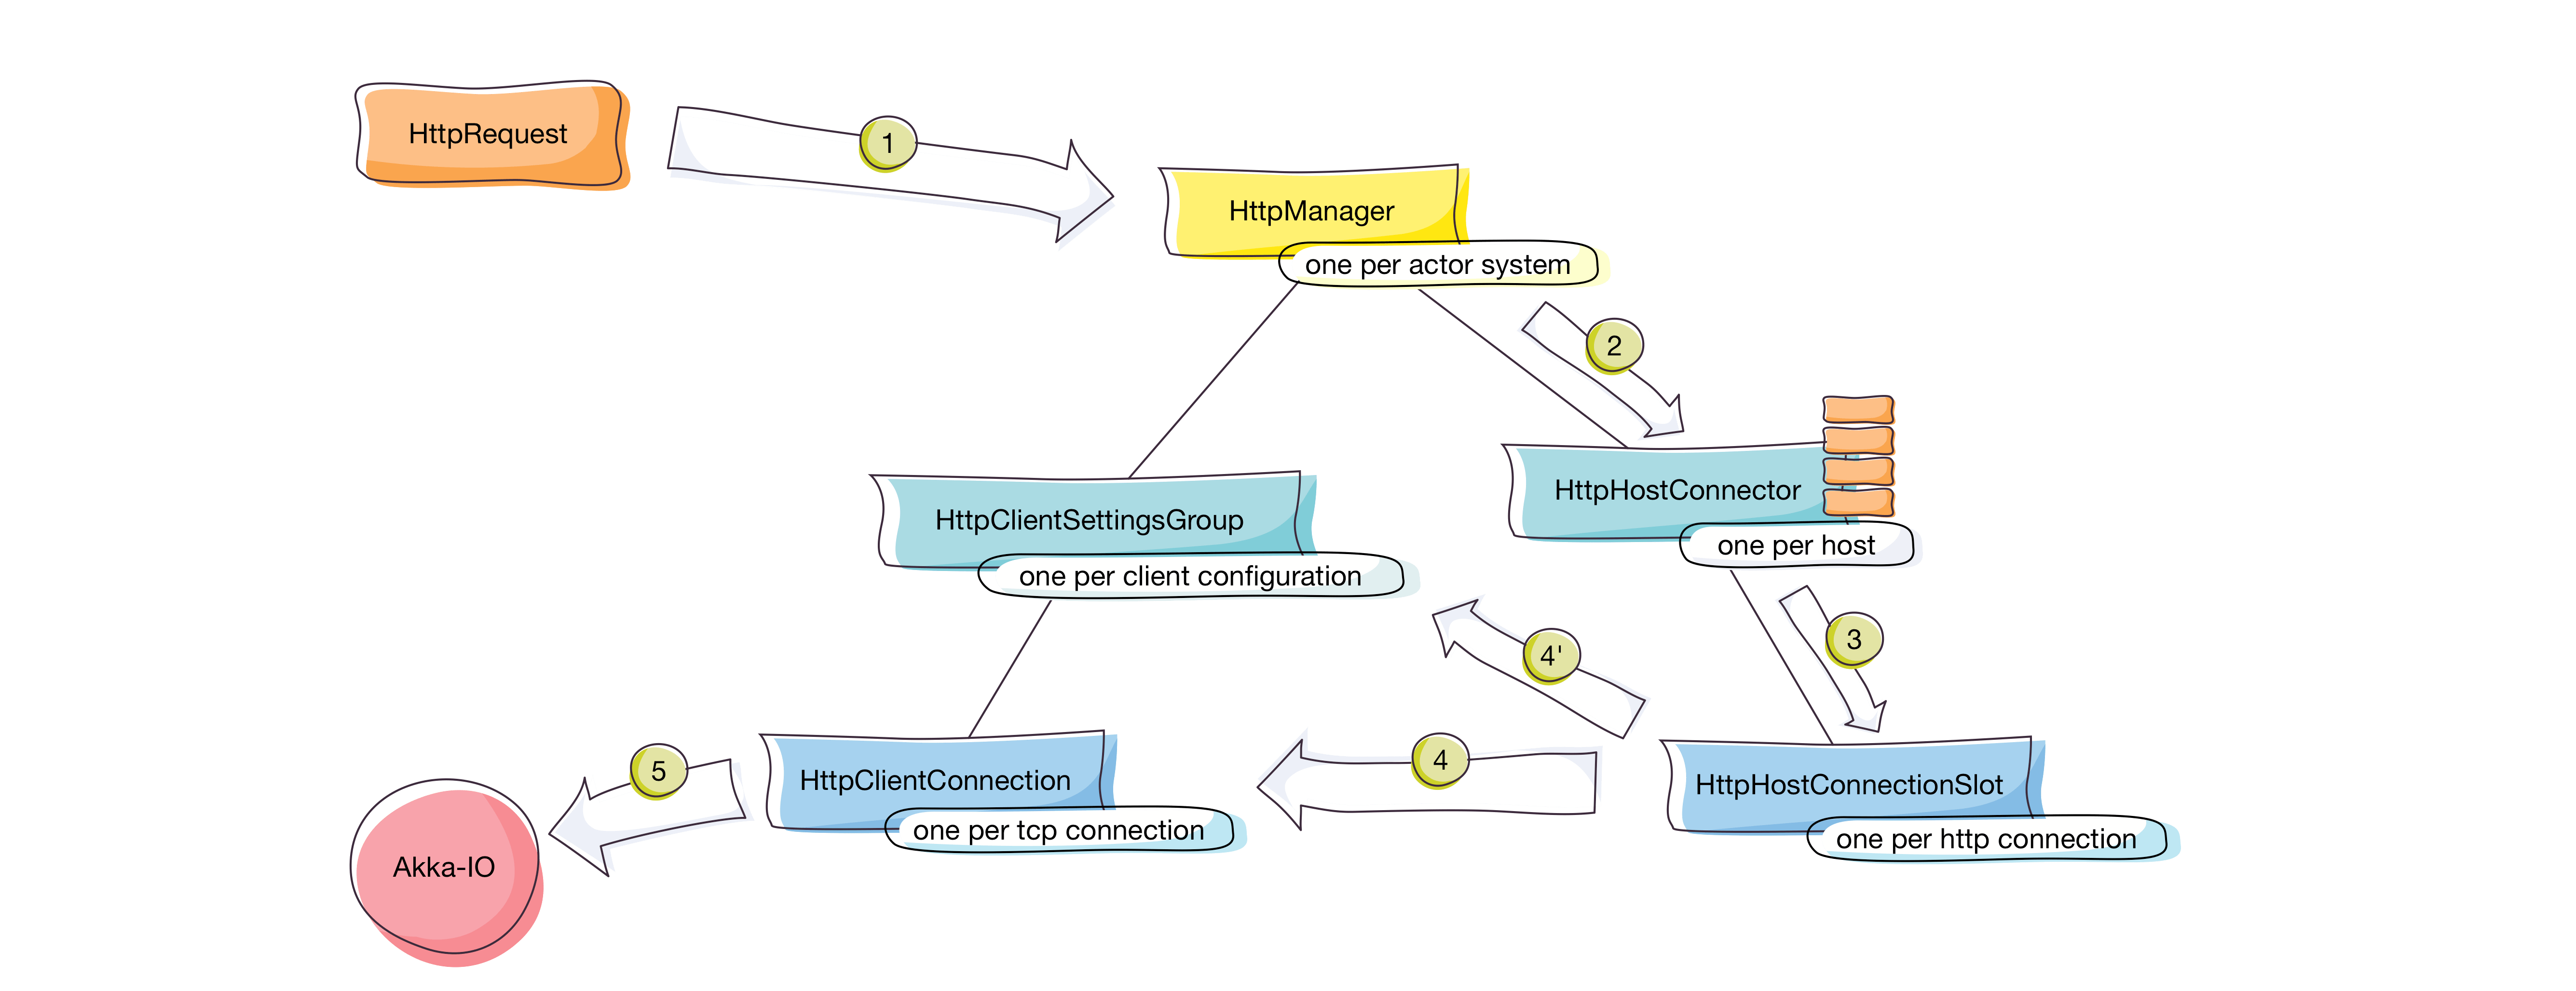 HttpRequest
1
HttpManager
one per actor system
2
HttpHostConnector
one per host
HttpClientSettingsGroup
one per client configuration
3
4'
4
HttpHostConnectionSlot
one per http connection
HttpClientConnection
one per tcp connection
5
Akka-IO